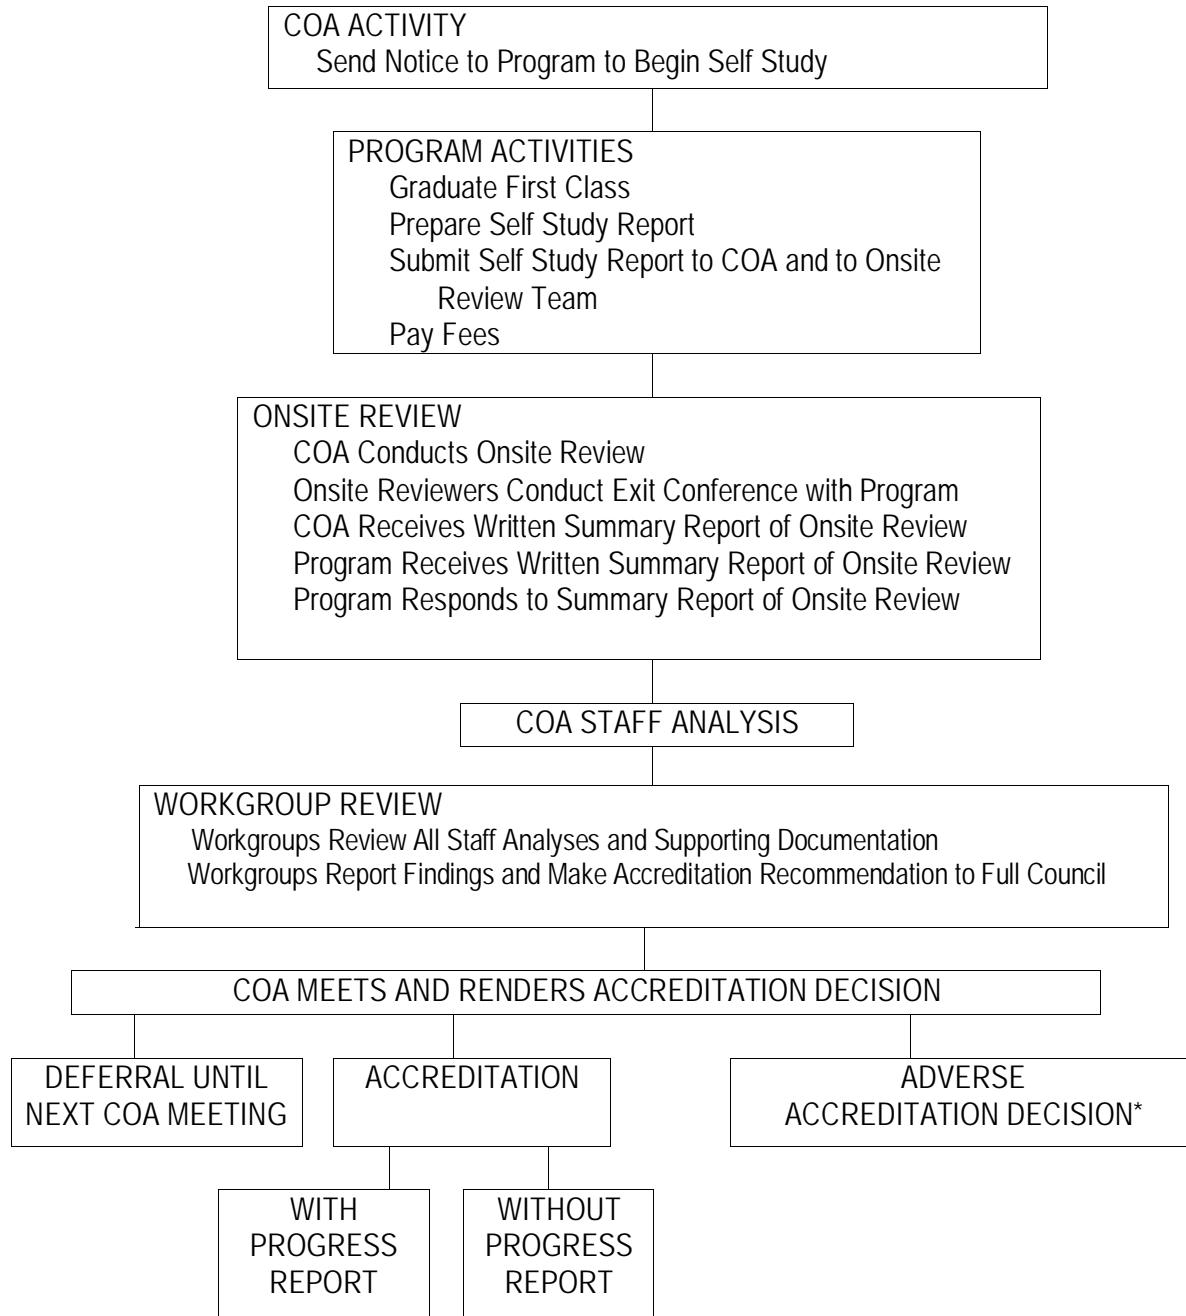 COA ACTIVITY
Send Notice to Program to Begin Self Study
PROGRAM ACTIVITIES
Graduate First Class
Prepare Self Study Report
Submit Self Study Report to COA and to Onsite
Review Team
Pay Fees
ONSITE REVIEW
COA Conducts Onsite Review
Onsite Reviewers Conduct Exit Conference with Program
COA Receives Written Summary Report of Onsite Review
Program Receives Written Summary Report of Onsite Review
Program Responds to Summary Report of Onsite Review
COA STAFF ANALYSIS
WORKGROUP REVIEW
Workgroups Review All Staff Analyses and Supporting Documentation
Workgroups Report Findings and Make Accreditation Recommendation to Full Council
COA MEETS AND RENDERS ACCREDITATION DECISION
DEFERRAL UNTIL
NEXT COA MEETING
ACCREDITATION
ADVERSE
ACCREDITATION DECISION*
WITH
PROGRESS
REPORT
WITHOUT
PROGRESS
REPORT